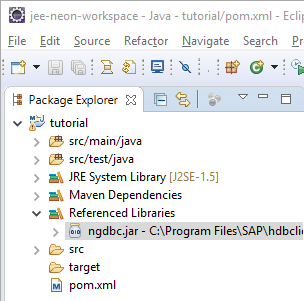 jee-neon-workspace - Java - tutorial/pom.xml - Eclip
File Edit Source Refactor Navigate Search SAP P
Package Explorer
tutorial
src/main/java
src/test/java
JRE System Library [J2SE-1.5]
Maven Dependencies
Referenced Libraries
ngdbc.jar - C:\Program Files\SAP\hdbclie
src
target
pom.xml